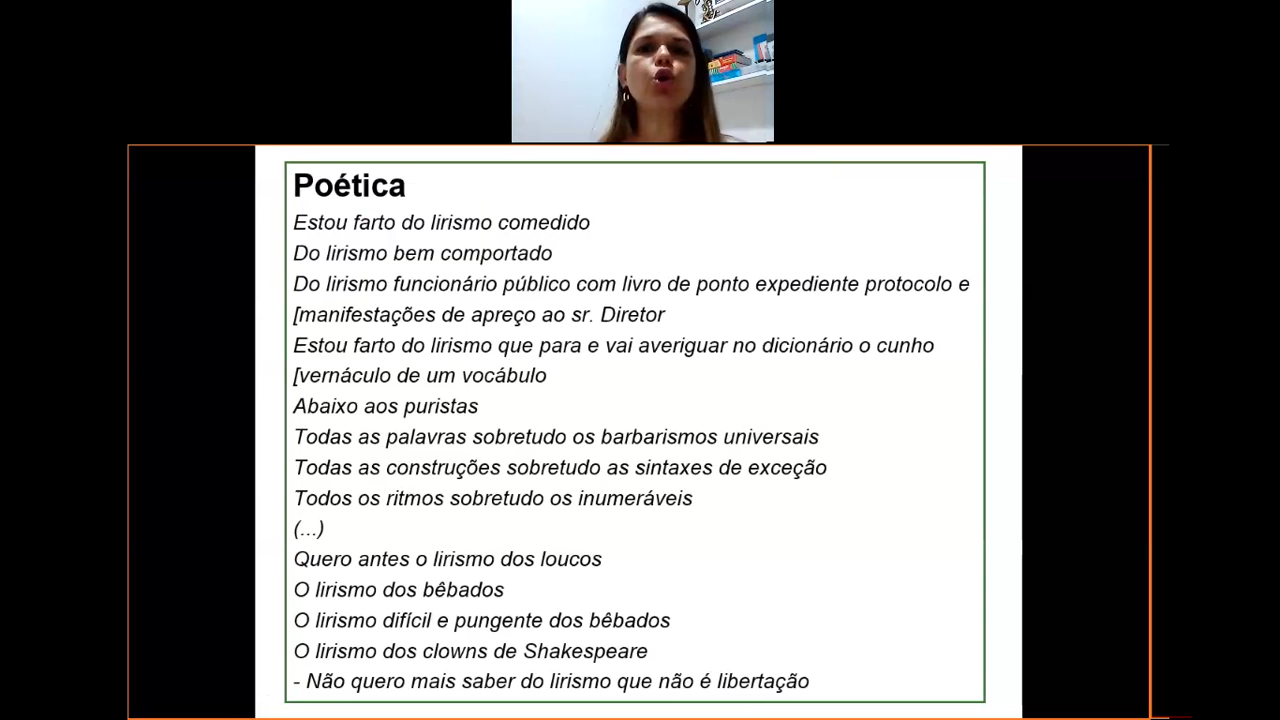 Poética
Estou farto do lirismo comedido
Do lirismo bem comportado
Do lirismo funcionário público com livro de ponto expediente protocolo e
[manifestações de apreço ao sr. Diretor
Estou farto do lirismo que para e vai averiguar no dicionário o cunho
[vernáculo de um vocábulo
Abaixo aos puristas
Todas as palavras sobretudo os barbarismos universais
Todas as construções sobretudo as sintaxes de exceção
Todos os ritmos sobretudo os inumeráveis
(...)
Quero antes o lirismo dos loucos
O lirismo dos bêbados
O lirismo difícil e pungente dos bêbados
O lirismo dos clowns de Shakespeare
- Não quero mais saber do lirismo que não é libertação